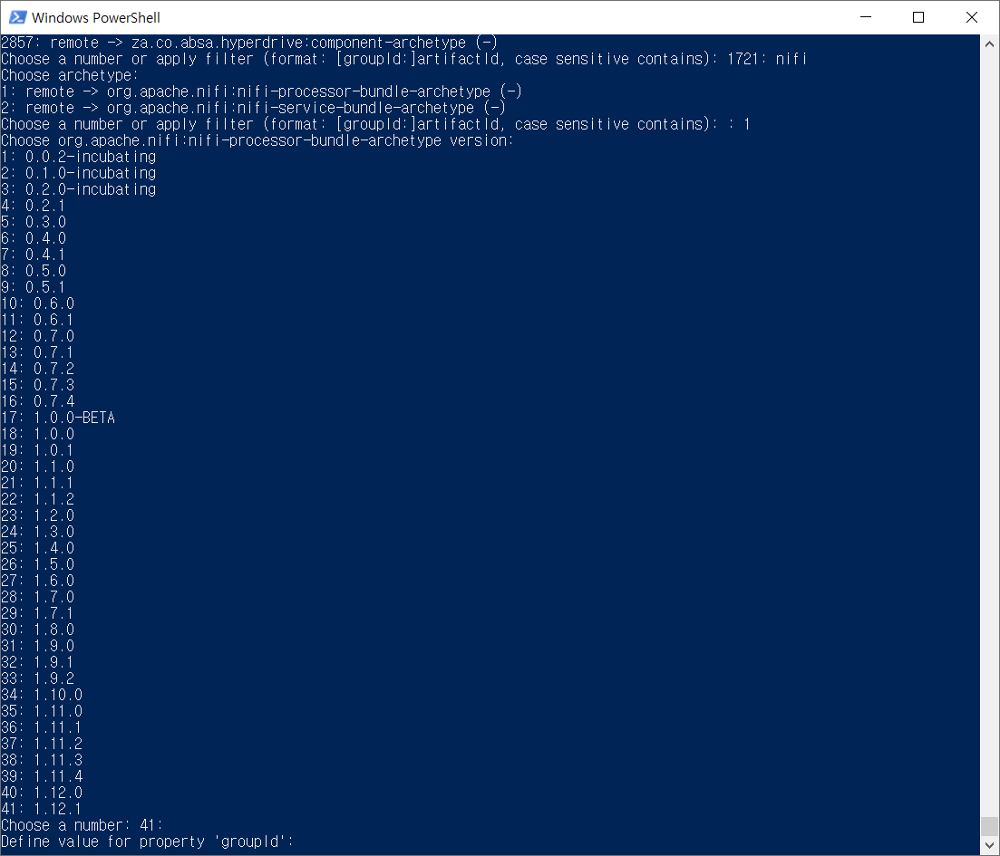 Windows PowerShell
2857: remote -> za.co.absa.hyperdrive:component-archetype (-)
Choose a number or apply filter (format: [groupId:]artifactId, case sensitive contains): 1721: nifi
Choose archetype:
1: remote -> org.apache.nifi:nifi-processor-bundle-archetype (-)
2: remote -> org.apache.nifi:nifi-service-bundle-archetype (-)
Choose a number or apply filter (format: [groupId:]artifactId, case sensitive contains): : 1
Choose org.apache.nifi:nifi-processor-bundle-archetype version:
1: 0.0.2-incubating
2: 0.1.0-incubating
3: 0.2.0-incubating
4: 0.2.1
5: 0.3.0
6: 0.4.0
7: 0.4.1
8: 0.5.0
9: 0.5.1
10: 0.6.0
11: 0.6.1
12: 0.7.0
13: 0.7.1
14: 0.7.2
15: 0.7.3
16: 0.7.4
17: 1.0.0-BETA
18: 1.0.0
19: 1.0.1
20: 1.1.0
21: 1.1.1
22: 1.1.2
23: 1.2.0
24: 1.3.0
25: 1.4.0
26: 1.5.0
27: 1.6.0
28: 1.7.0
29: 1.7.1
30: 1.8.0
31: 1.9.0
32: 1.9.1
33: 1.9.2
34: 1.10.0
35: 1.11.0
36: 1.11.1
37: 1.11.2
38: 1.11.3
39: 1.11.4
40: 1.12.0
41: 1.12.1
Choose a number: 41:
Define value for property 'groupId':